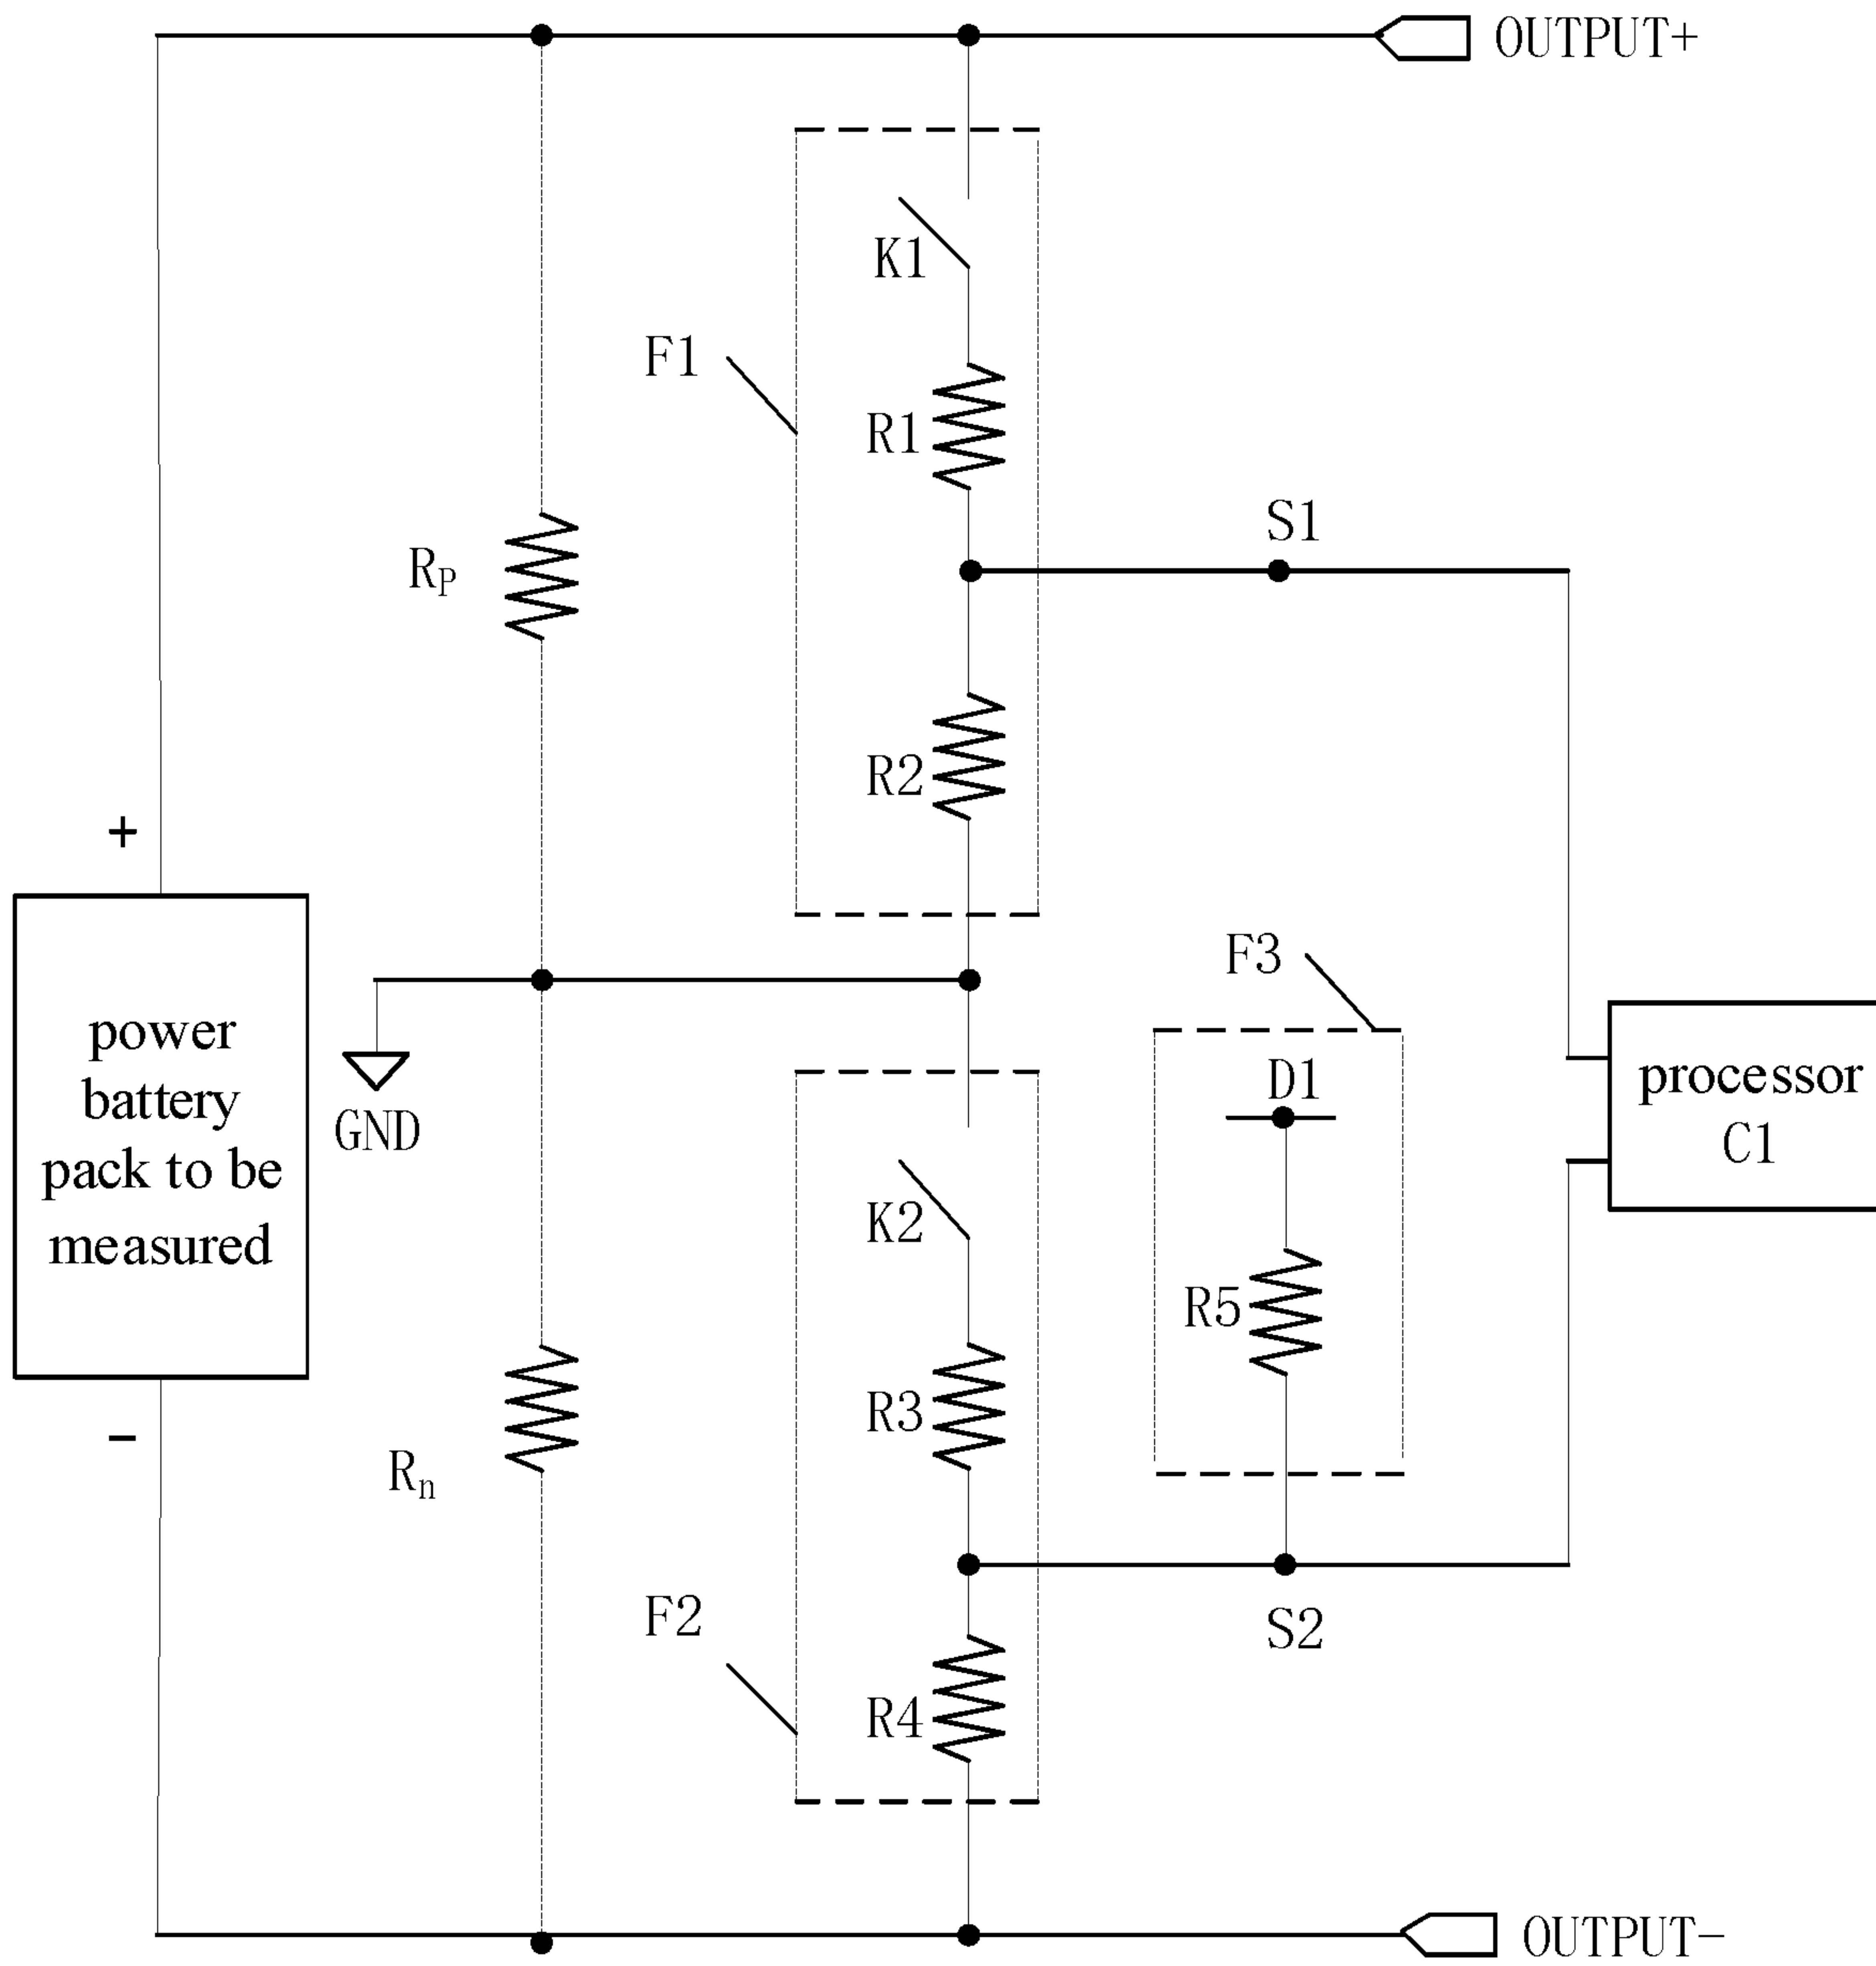 OUTPUT+
K1
F1
R1
S1
RP
R2
+
F3
power
battery
pack to be
measured
D1
processor
C1
GND
K2
R5
R3
−
Rn
F2
S2
R4
OUTPUT−